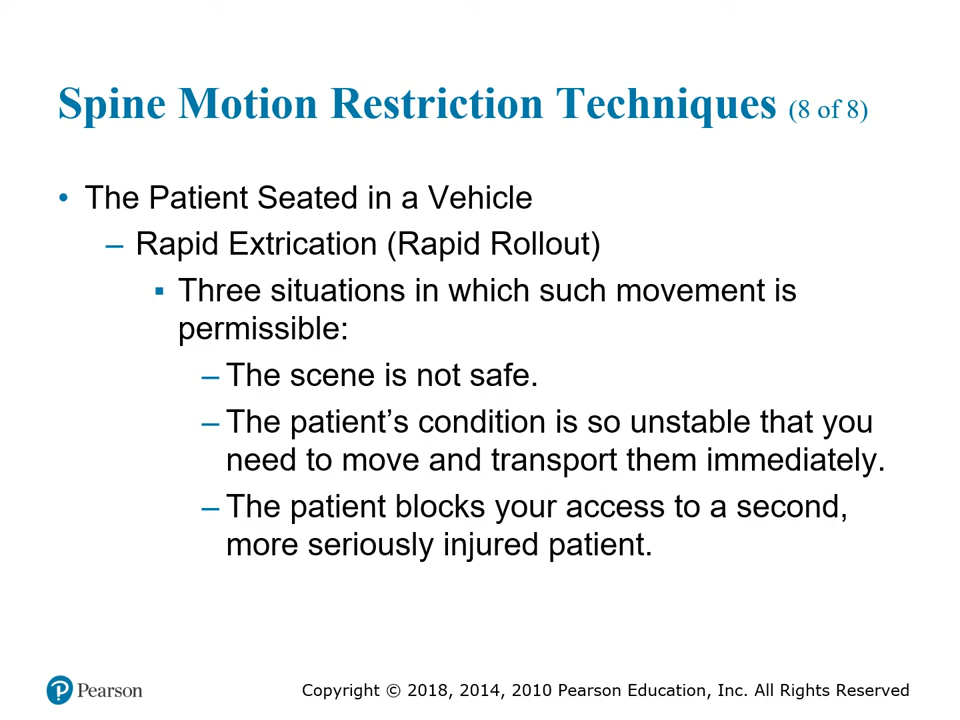 Spine Motion Restriction Techniques (8 of 8)
• The Patient Seated in a Vehicle
– Rapid Extrication (Rapid Rollout)
▪ Three situations in which such movement is
permissible:
– The scene is not safe.
– The patient’s condition is so unstable that you
need to move and transport them immediately.
– The patient blocks your access to a second,
more seriously injured patient.
Pearson
Copyright © 2018, 2014, 2010 Pearson Education, Inc. All Rights Reserved